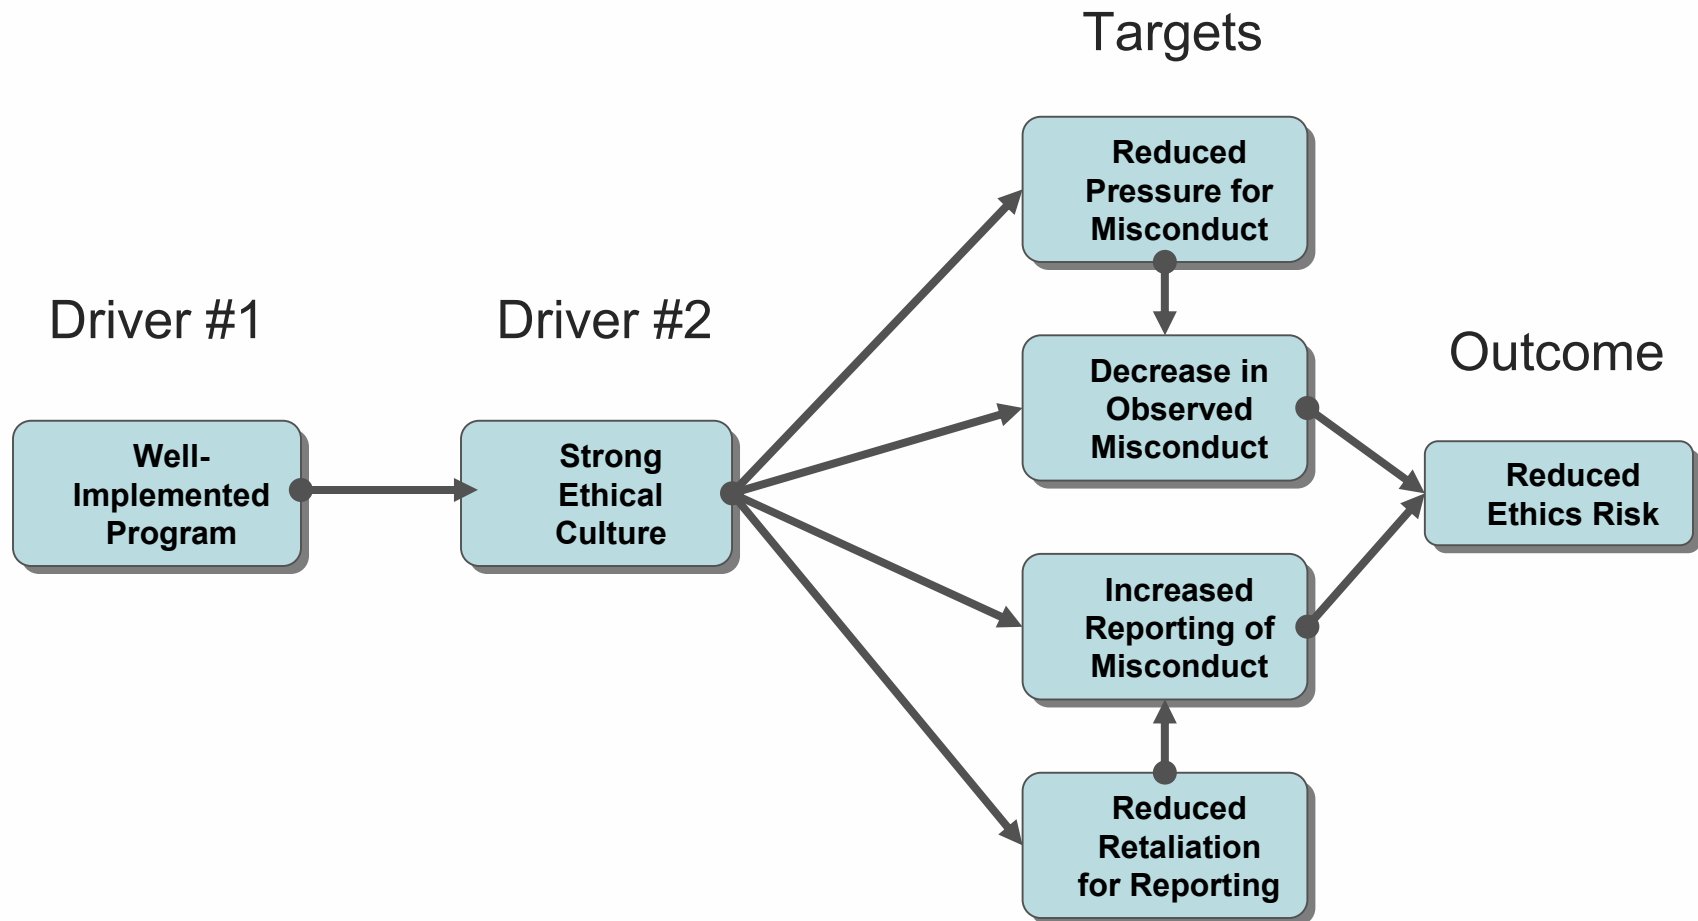 Targets
Reduced
Pressure for
Misconduct
Driver #1
Driver #2
Outcome
Well-
Implemented
Program
Strong
Ethical
Culture
Decrease in
Observed
Misconduct
Reduced
Ethics Risk
Increased
Reporting of
Misconduct
Reduced
Retaliation
for Reporting